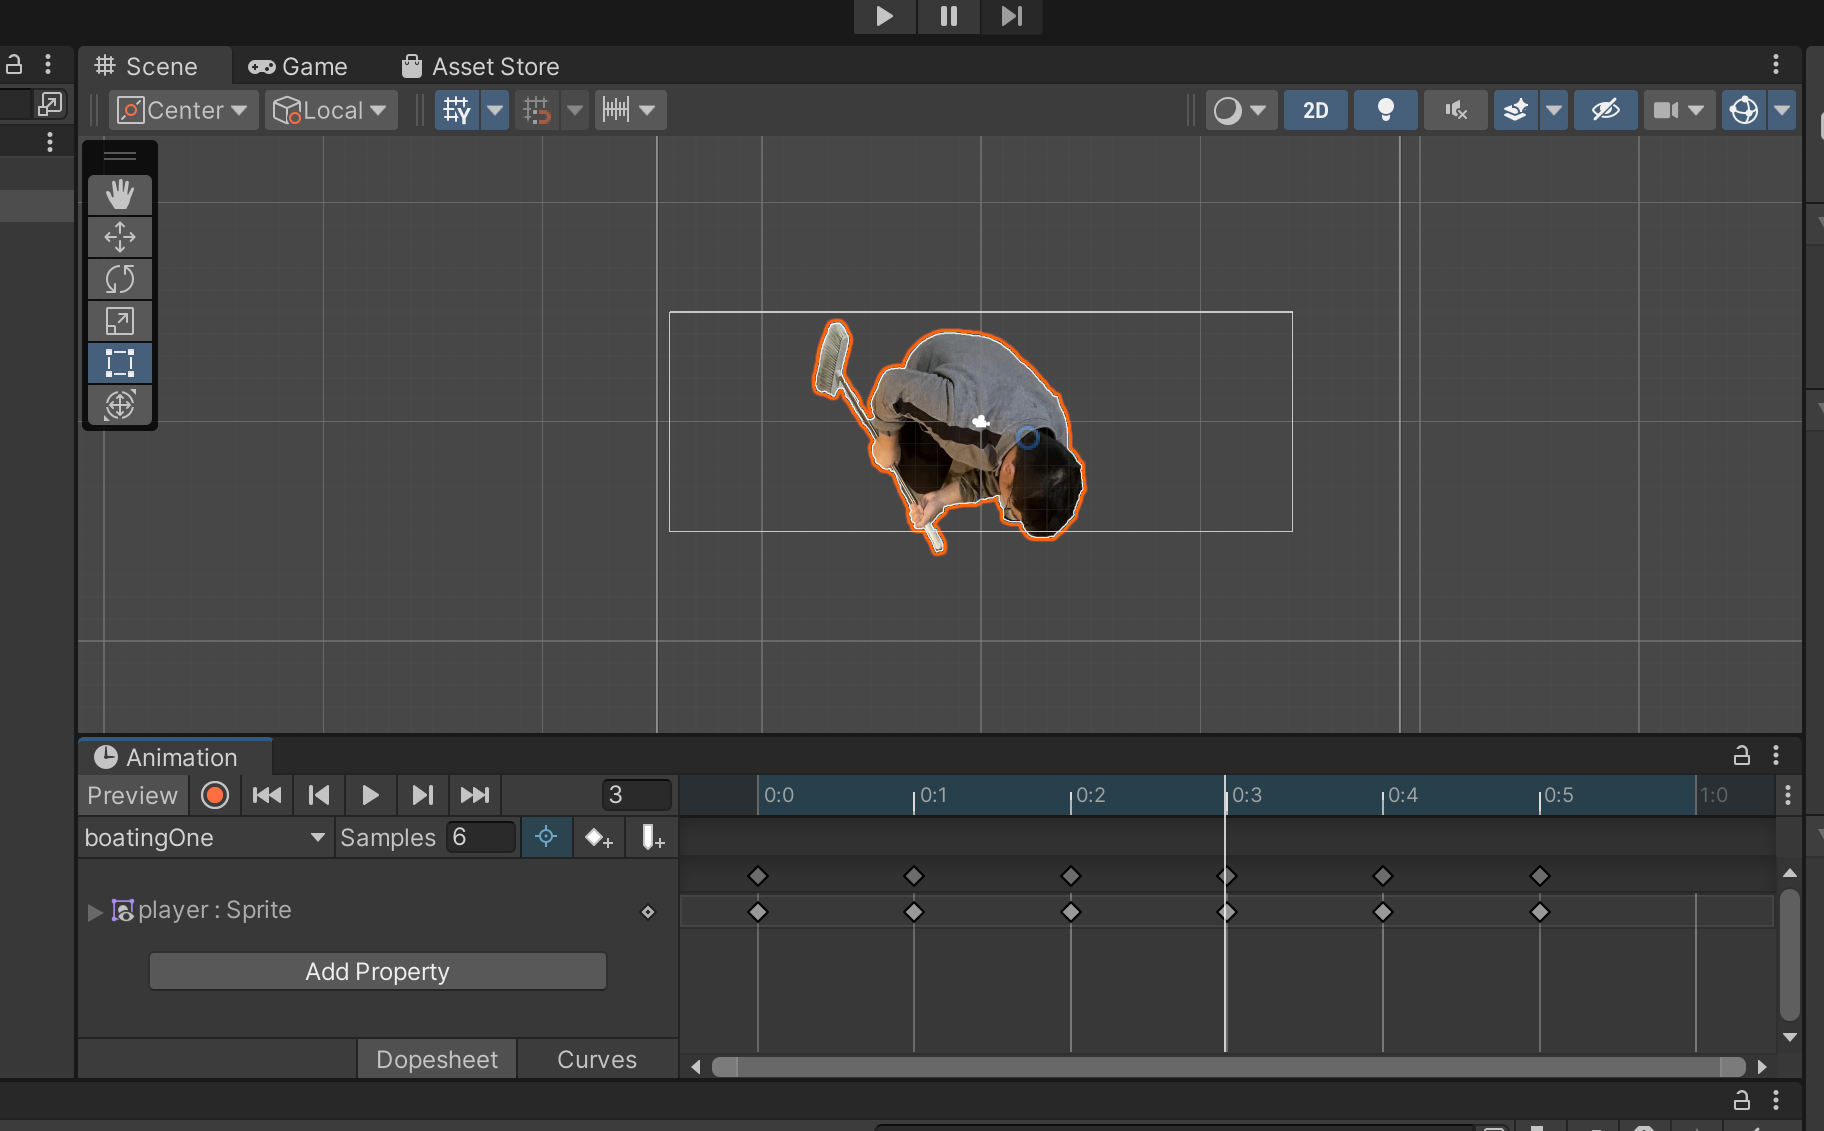 Scene Game Asset Store
Center Local 2D
Animation
Preview 3 0:0 0:1 0:2 0:3 0:4 0:5 1:0
boatingOne Samples 6
player : Sprite
Add Property
Dopesheet Curves